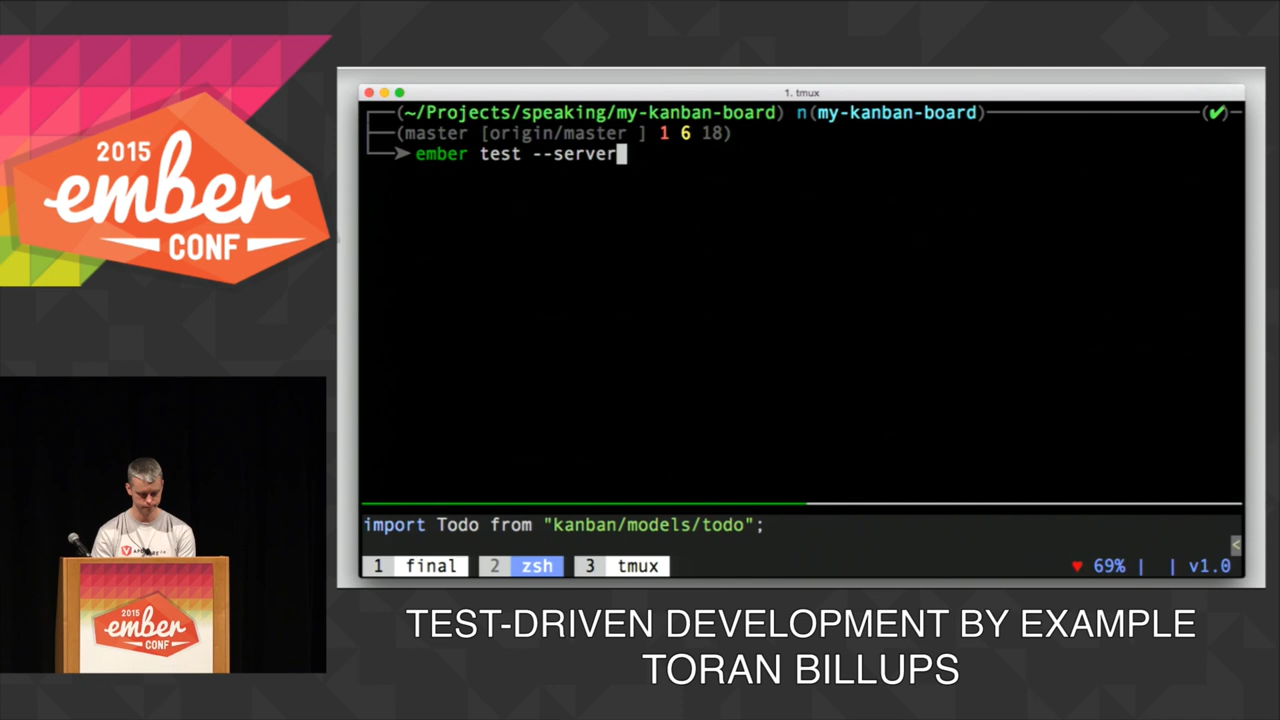 2015
ember
CONF
1. tmux
(~/Projects/speaking/my-kanban-board) n(my-kanban-board) (✔)
(master [origin/master ] 1 6 18)
➤ ember test --server
import Todo from "kanban/models/todo";
<
1 final 2 zsh 3 tmux ♥ 69% | | v1.0
2015
ember
CONF
TEST-DRIVEN DEVELOPMENT BY EXAMPLE
TORAN BILLUPS